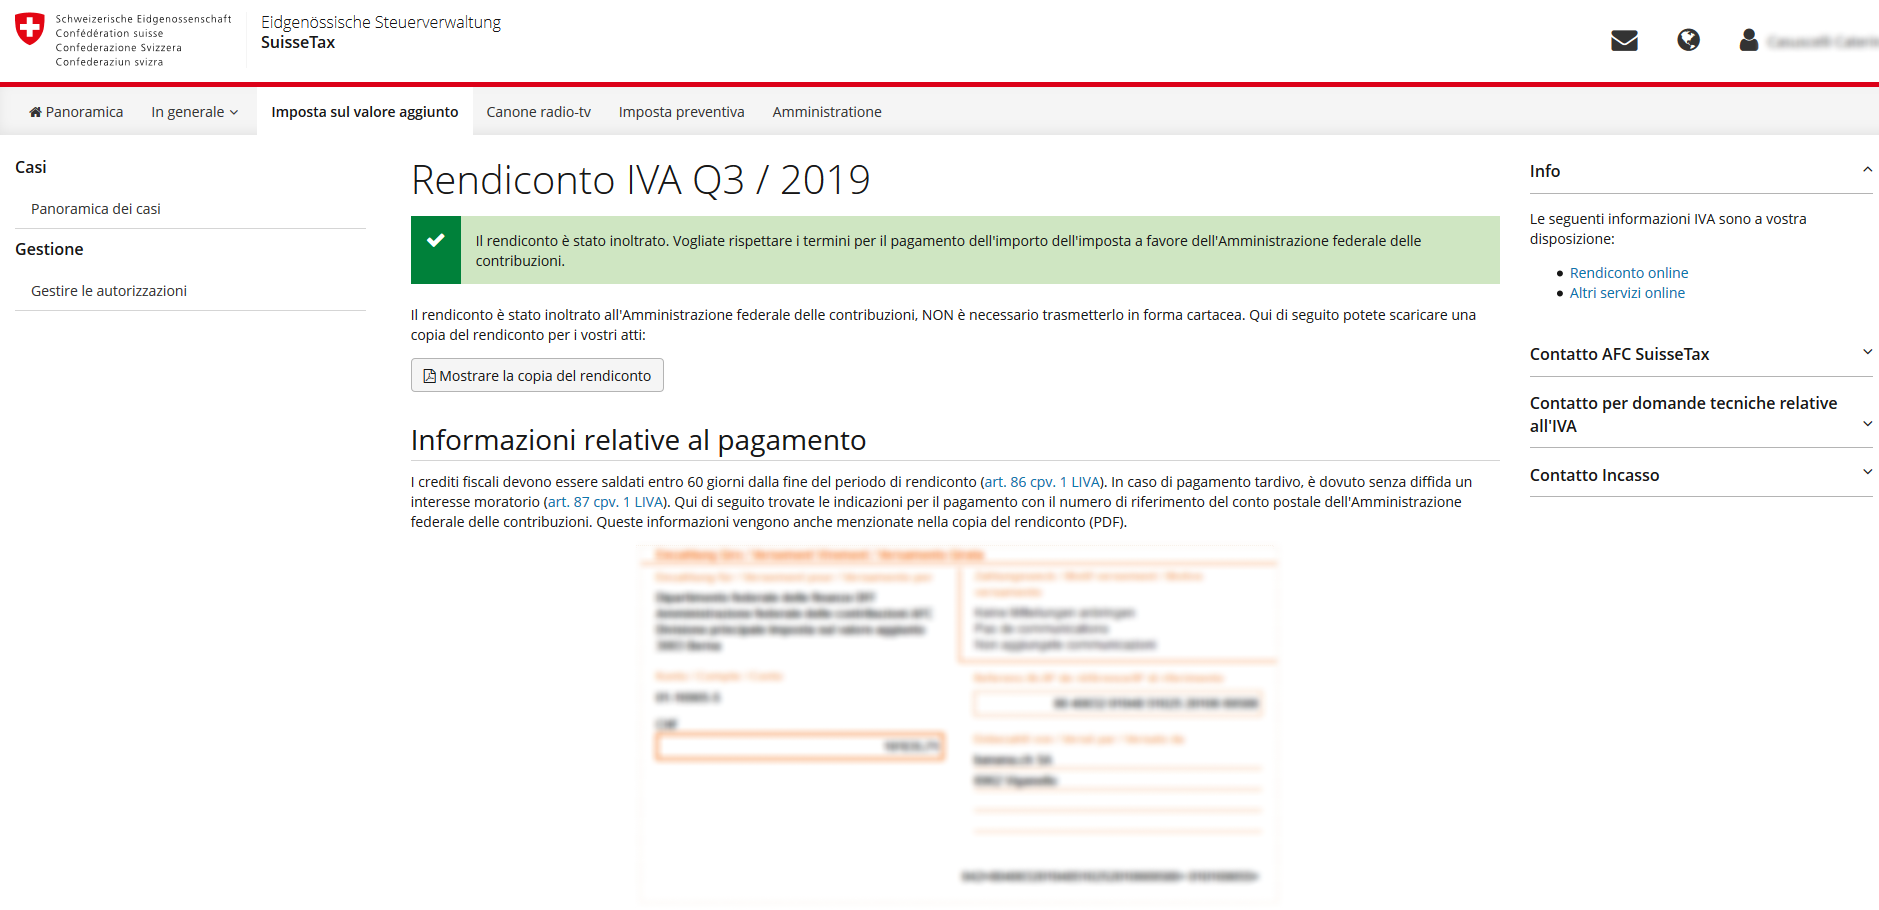 Schweizerische Eidgenossenschaft
Confédération suisse
Confederazione Svizzera
Confederaziun svizra
Eidgenössische Steuerverwaltung
SuisseTax
Panoramica
In generale
Imposta sul valore aggiunto
Canone radio-tv
Imposta preventiva
Amministratione
Casi
Panoramica dei casi
Gestione
Gestire le autorizzazioni
Rendiconto IVA Q3 / 2019
Il rendiconto è stato inoltrato. Vogliate rispettare i termini per il pagamento dell'importo dell'imposta a favore dell'Amministrazione federale delle
contribuzioni.
Il rendiconto è stato inoltrato all'Amministrazione federale delle contribuzioni, NON è necessario trasmetterlo in forma cartacea. Qui di seguito potete scaricare una
copia del rendiconto per i vostri atti:
Mostrare la copia del rendiconto
Informazioni relative al pagamento
I crediti fiscali devono essere saldati entro 60 giorni dalla fine del periodo di rendiconto (art. 86 cpv. 1 LIVA). In caso di pagamento tardivo, è dovuto senza diffida un
interesse moratorio (art. 87 cpv. 1 LIVA). Qui di seguito trovate le indicazioni per il pagamento con il numero di riferimento del conto postale dell'Amministrazione
federale delle contribuzioni. Queste informazioni vengono anche menzionate nella copia del rendiconto (PDF).
Info
Le seguenti informazioni IVA sono a vostra
disposizione:
Rendiconto online
Altri servizi online
Contatto AFC SuisseTax
Contatto per domande tecniche relative
all'IVA
Contatto Incasso